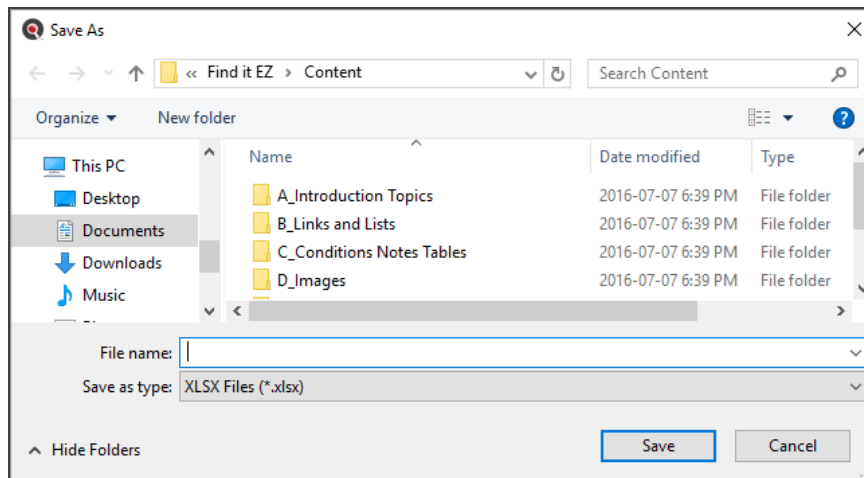 Save As
« Find it EZ > Content
Search Content
Organize
New folder
?
Name
Date modified
Type
This PC
Desktop
Documents
Downloads
Music
A_Introduction Topics 2016-07-07 6:39 PM File folder
B_Links and Lists 2016-07-07 6:39 PM File folder
C_Conditions Notes Tables 2016-07-07 6:39 PM File folder
D_Images 2016-07-07 6:39 PM File folder
File name:
Save as type: XLSX Files (*.xlsx)
Hide Folders
Save
Cancel